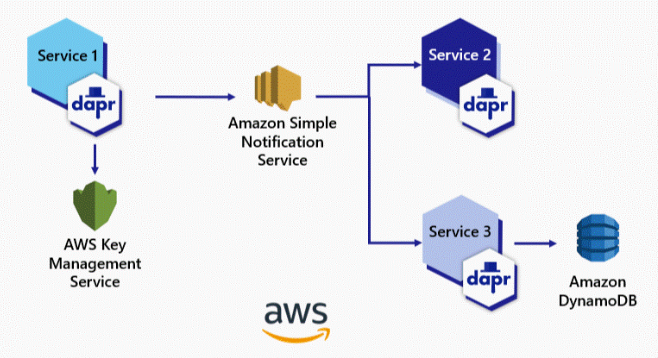 Service 1
dapr
Amazon Simple
Notification
Service
Service 2
dapr
AWS Key
Management
Service
Service 3
dapr
Amazon
DynamoDB
aws